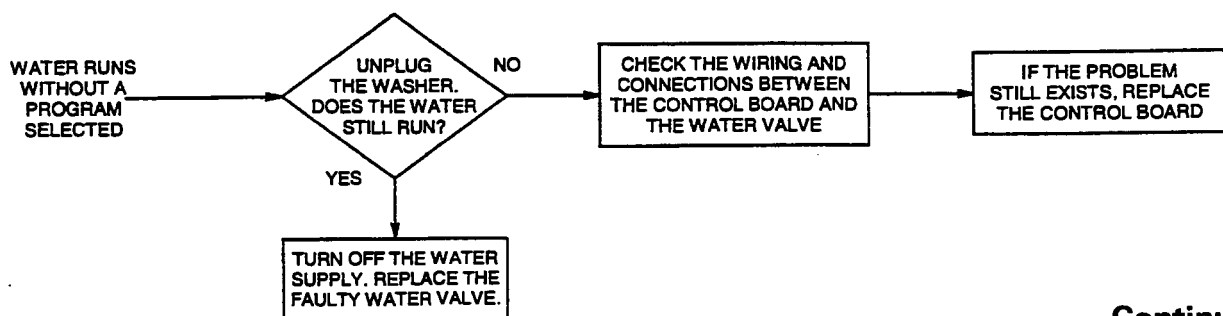 WATER RUNS
WITHOUT A
PROGRAM
SELECTED
UNPLUG
THE WASHER.
DOES THE WATER
STILL RUN?
NO
CHECK THE WIRING AND
CONNECTIONS BETWEEN
THE CONTROL BOARD AND
THE WATER VALVE
IF THE PROBLEM
STILL EXISTS, REPLACE
THE CONTROL BOARD
YES
TURN OFF THE WATER
SUPPLY. REPLACE THE
FAULTY WATER VALVE.